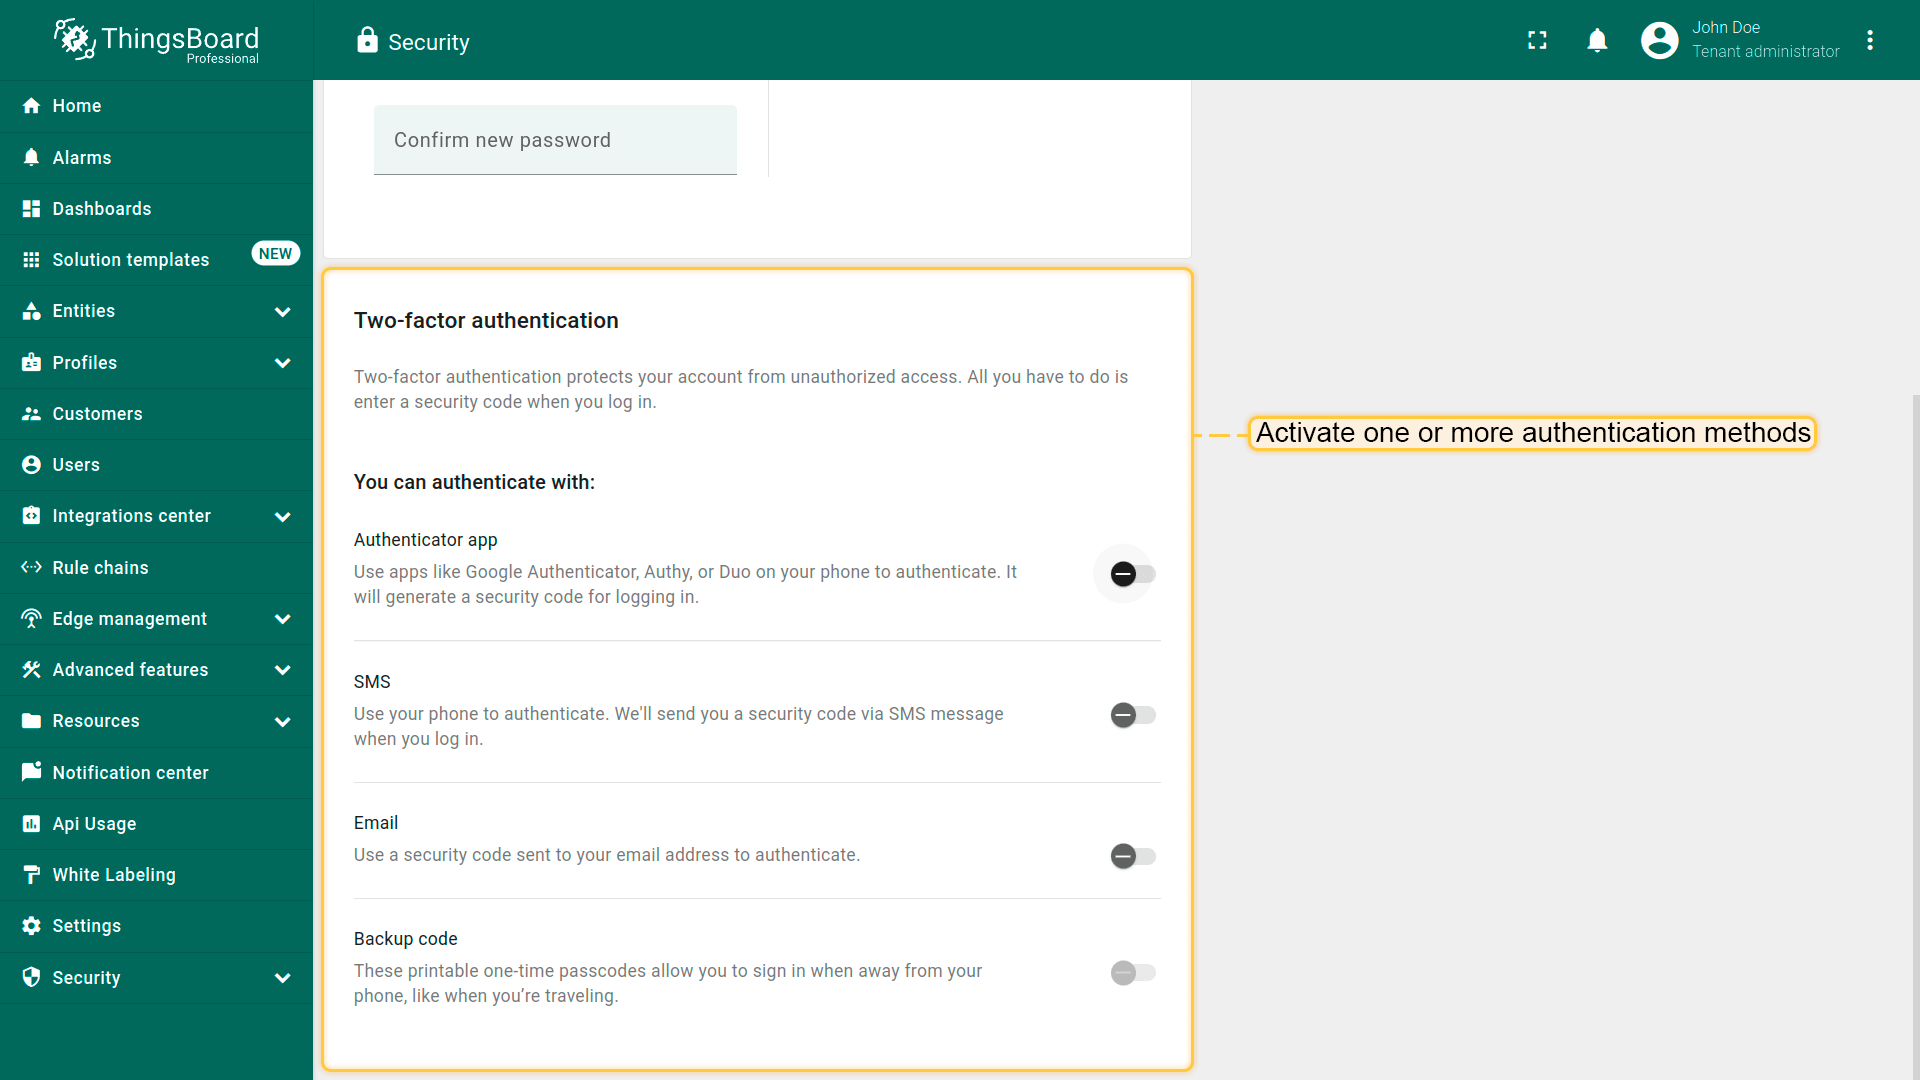 ThingsBoard
Professional
Security
John Doe
Tenant administrator
Home
Alarms
Dashboards
Solution templates
NEW
Entities
Profiles
Customers
Users
Integrations center
Rule chains
Edge management
Advanced features
Resources
Notification center
Api Usage
White Labeling
Settings
Security
Confirm new password
Two-factor authentication
Two-factor authentication protects your account from unauthorized access. All you have to do is
enter a security code when you log in.
You can authenticate with:
Authenticator app
Use apps like Google Authenticator, Authy, or Duo on your phone to authenticate. It
will generate a security code for logging in.
SMS
Use your phone to authenticate. We'll send you a security code via SMS message
when you log in.
Email
Use a security code sent to your email address to authenticate.
Backup code
These printable one-time passcodes allow you to sign in when away from your
phone, like when you’re traveling.
Activate one or more authentication methods